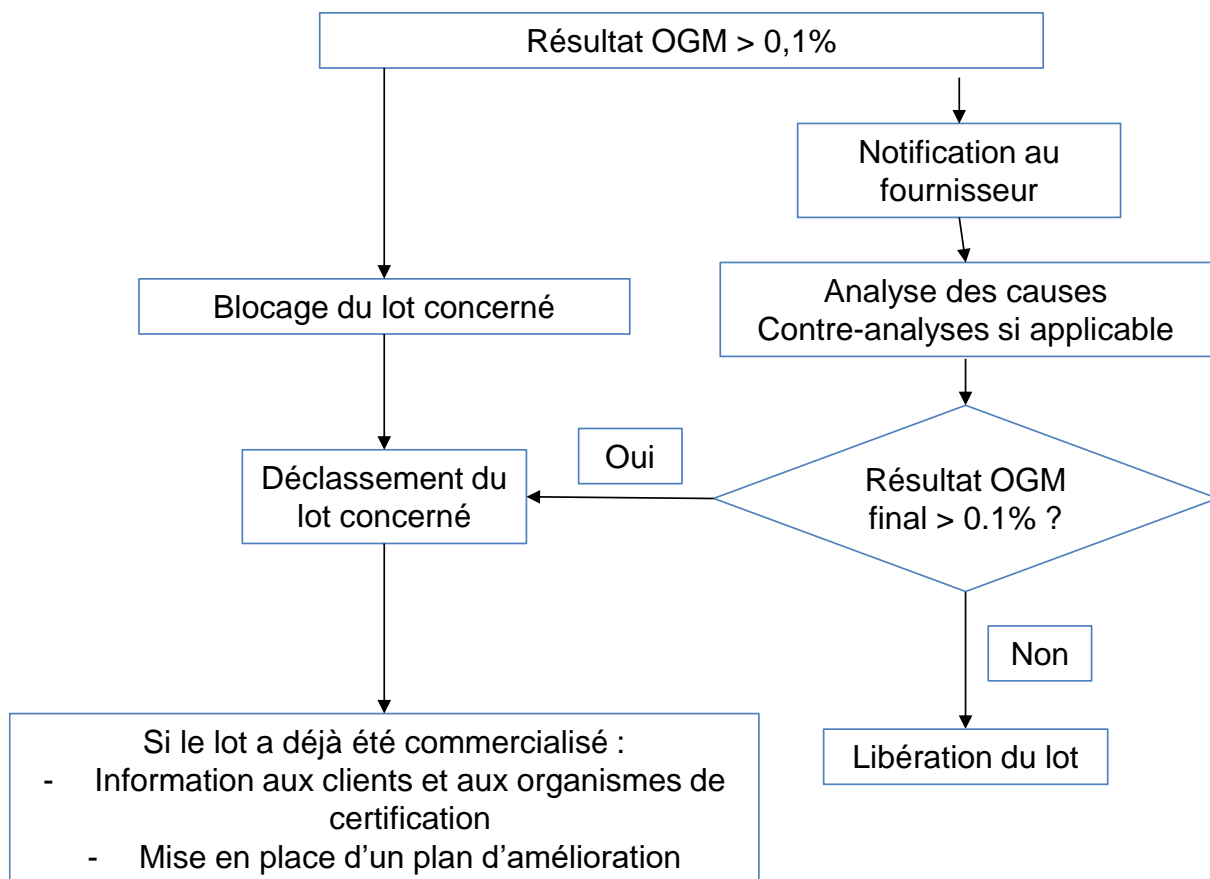 Résultat OGM > 0,1%
Notification au
fournisseur
Blocage du lot concerné
Analyse des causes
Contre-analyses si applicable
Déclassement du
lot concerné
Oui
Résultat OGM
final > 0.1% ?
Non
Si le lot a déjà été commercialisé :
- Information aux clients et aux organismes de
certification
- Mise en place d’un plan d’amélioration
Libération du lot